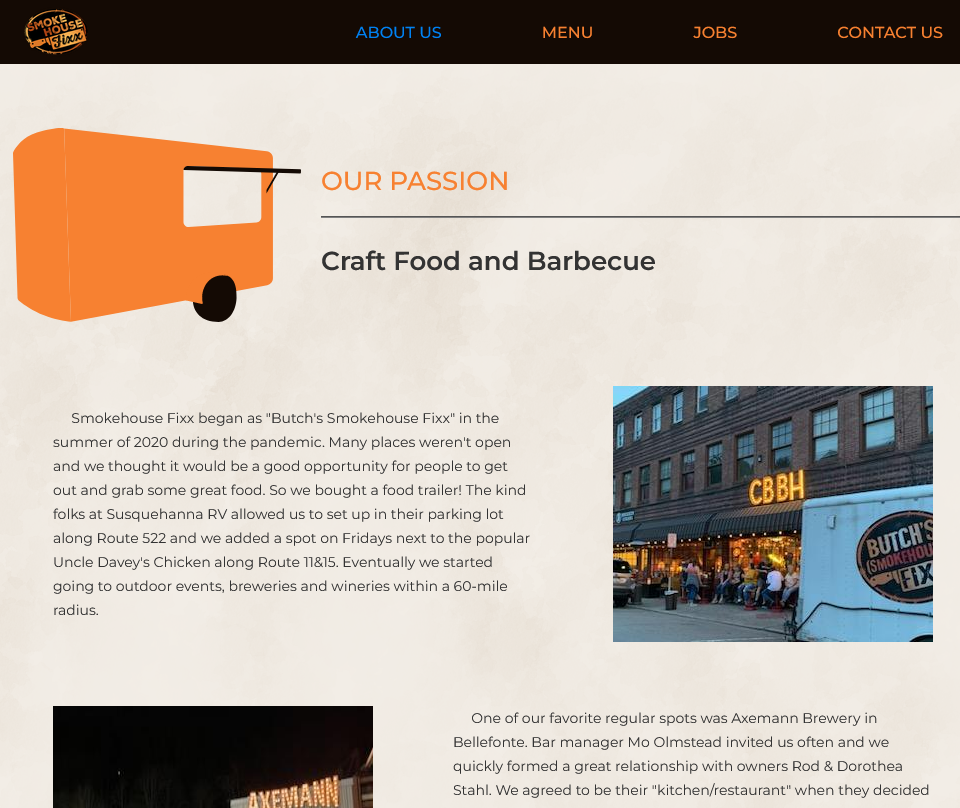 SMOKE
HOUSE
Fixx
ABOUT US
MENU
JOBS
CONTACT US
OUR PASSION
Craft Food and Barbecue
Smokehouse Fixx began as "Butch's Smokehouse Fixx" in the
summer of 2020 during the pandemic. Many places weren't open
and we thought it would be a good opportunity for people to get
out and grab some great food. So we bought a food trailer! The kind
folks at Susquehanna RV allowed us to set up in their parking lot
along Route 522 and we added a spot on Fridays next to the popular
Uncle Davey's Chicken along Route 11&15. Eventually we started
going to outdoor events, breweries and wineries within a 60-mile
radius.
CBBH
BUTCH'S
SMOKEHOU
FIX
AXEMANN
One of our favorite regular spots was Axemann Brewery in
Bellefonte. Bar manager Mo Olmstead invited us often and we
quickly formed a great relationship with owners Rod & Dorothea
Stahl. We agreed to be their "kitchen/restaurant" when they decided